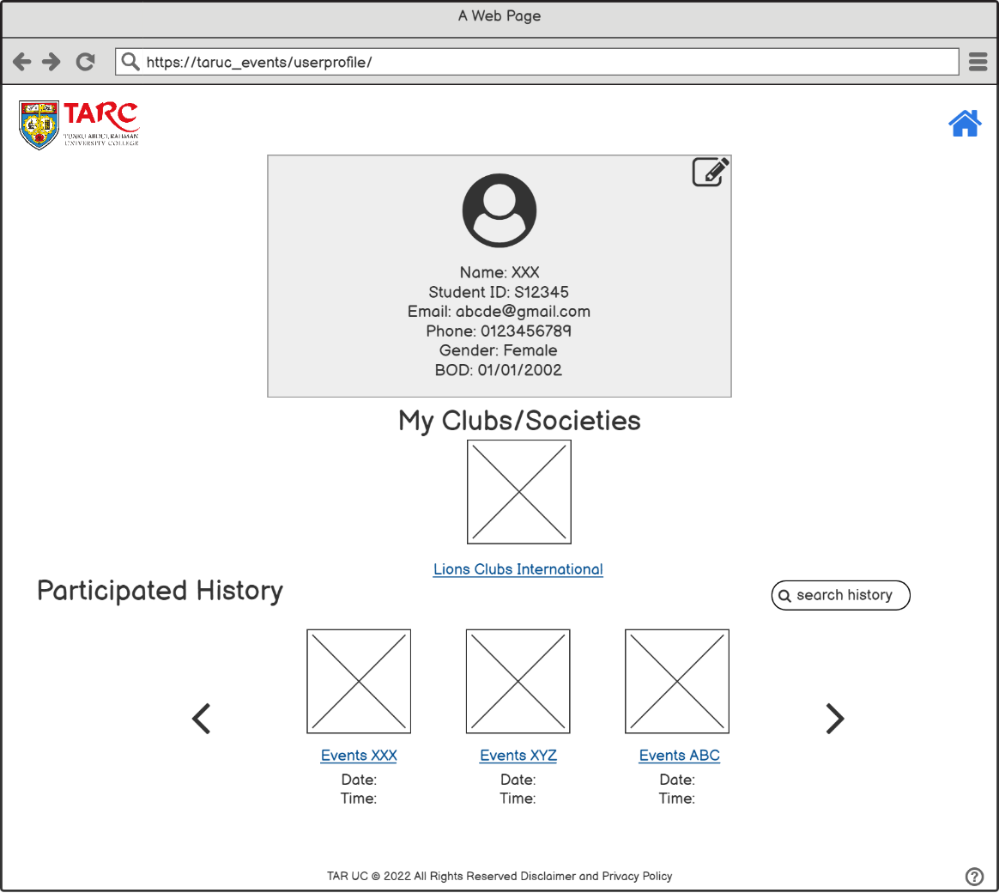 A Web Page
https://taruc_events/userprofile/
TARC
TUNKU ABDUL RAHMAN
UNIVERSITY COLLEGE
Name: XXX
Student ID: S12345
Email: abcde@gmail.com
Phone: 0123456789
Gender: Female
BOD: 01/01/2002
My Clubs/Societies
Lions Clubs International
Participated History
search history
Events XXX
Events XYZ
Events ABC
Date:
Date:
Date:
Time:
Time:
Time:
TAR UC © 2022 All Rights Reserved Disclaimer and Privacy Policy
?